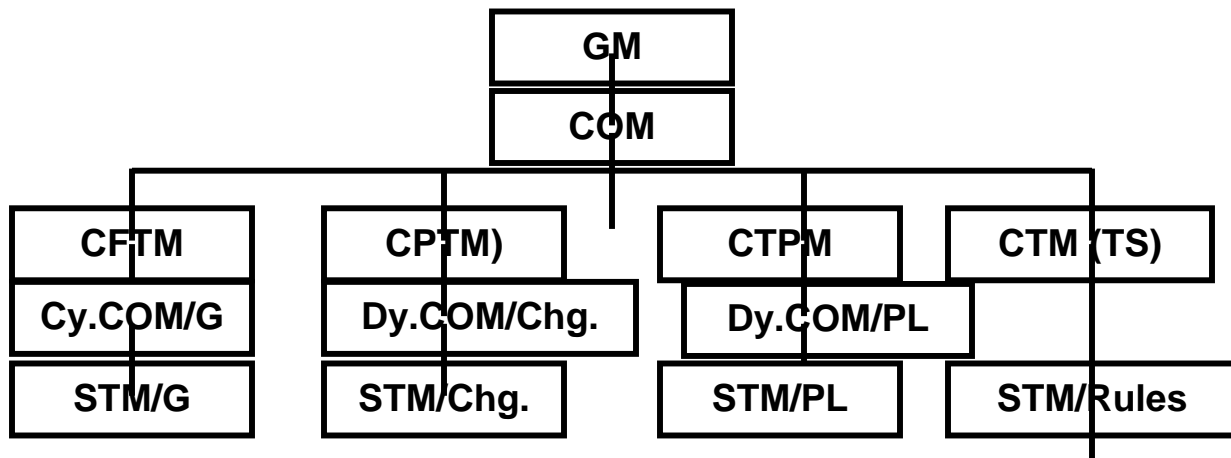 GM
COM
CFTM CPTM) CTPM CTM (TS)
Cy.COM/G Dy.COM/Chg. Dy.COM/PL
STM/G STM/Chg. STM/PL STM/Rules